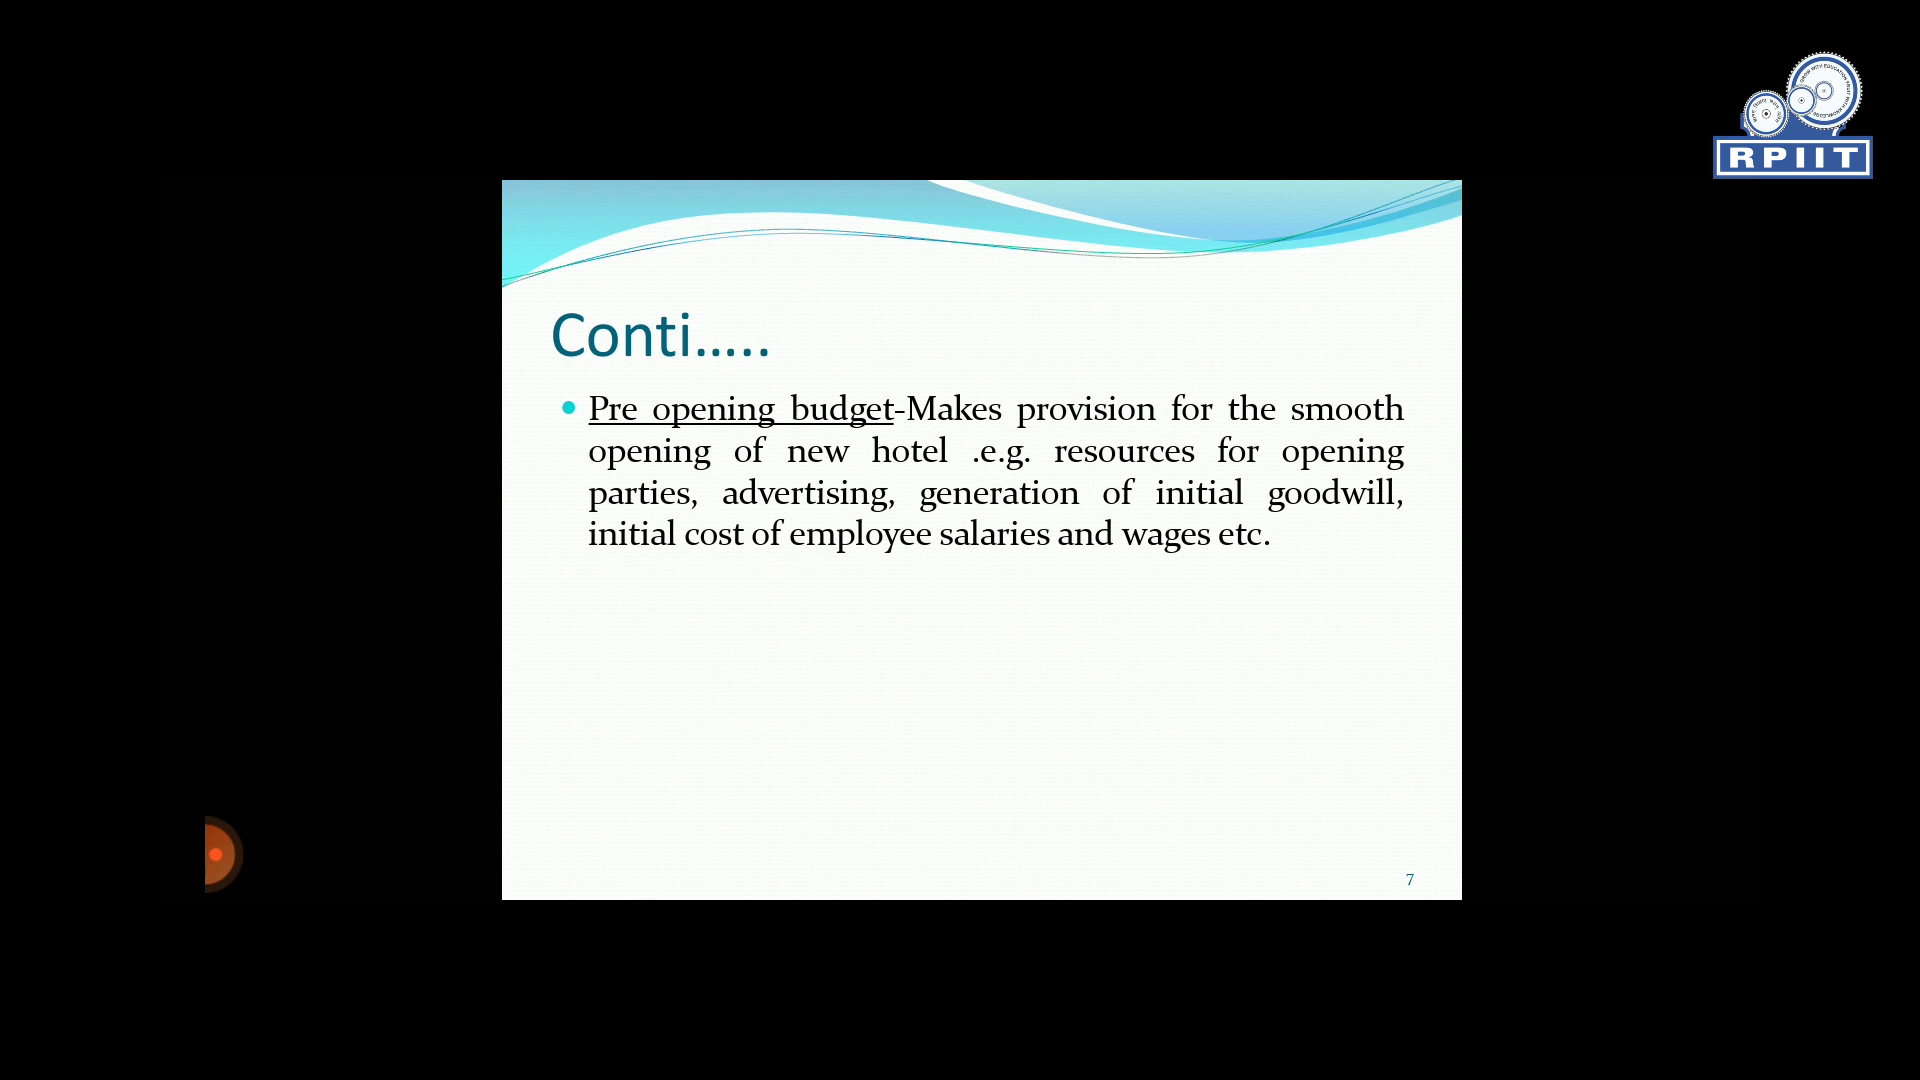 RPIIT
Conti.....
Pre opening budget-Makes provision for the smooth
opening of new hotel .e.g. resources for opening
parties, advertising, generation of initial goodwill,
initial cost of employee salaries and wages etc.
7